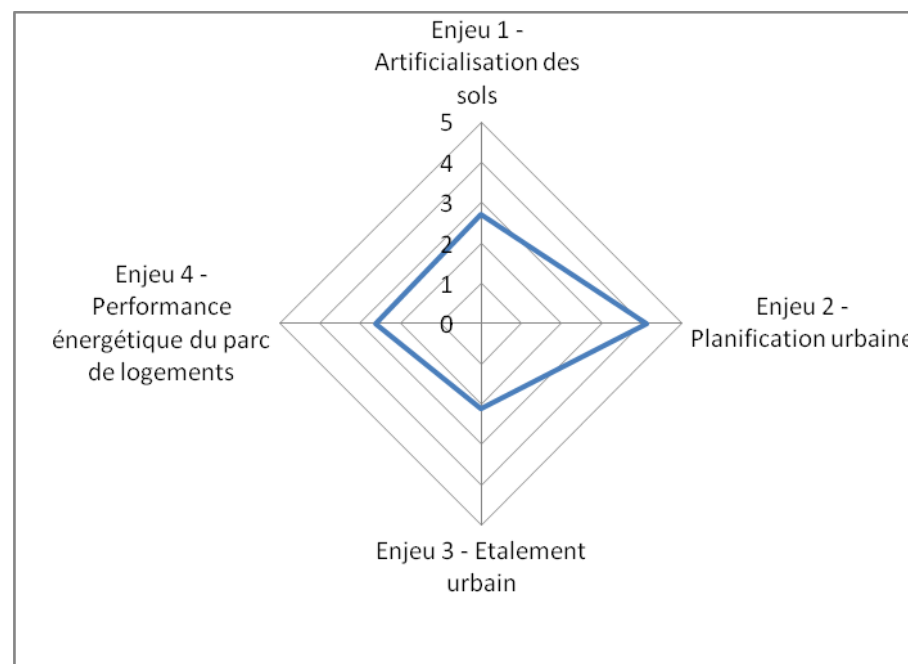 Enjeu 1 -
Artificialisation des
sols
5
4
3
2
1
0
Enjeu 4 -
Performance
énergétique du parc
de logements
Enjeu 2 -
Planification urbaine
Enjeu 3 - Etalement
urbain